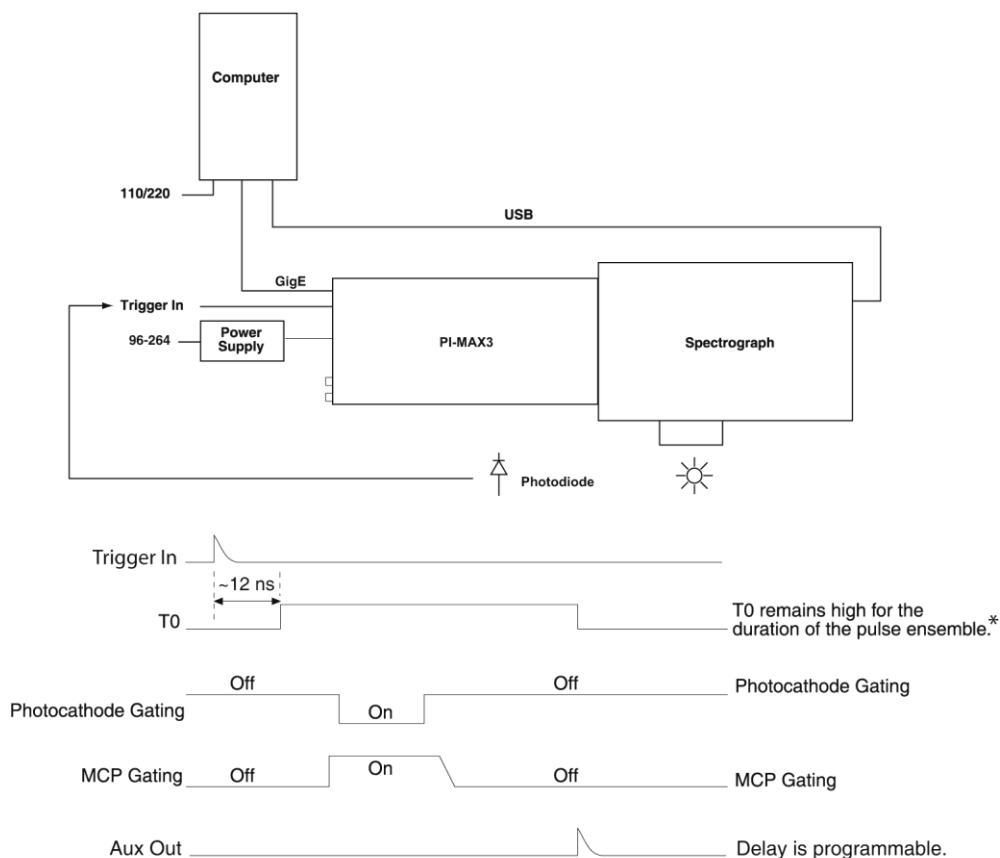 Computer
110/220
USB
GigE
Trigger In
96-264
Power
Supply
PI-MAX3
Spectrograph
Photodiode
Trigger In
~12 ns
T0
T0 remains high for the
duration of the pulse ensemble.*
Off
On
Off
Photocathode Gating
Photocathode Gating
MCP Gating
Off
On
Off
MCP Gating
Aux Out
Delay is programmable.